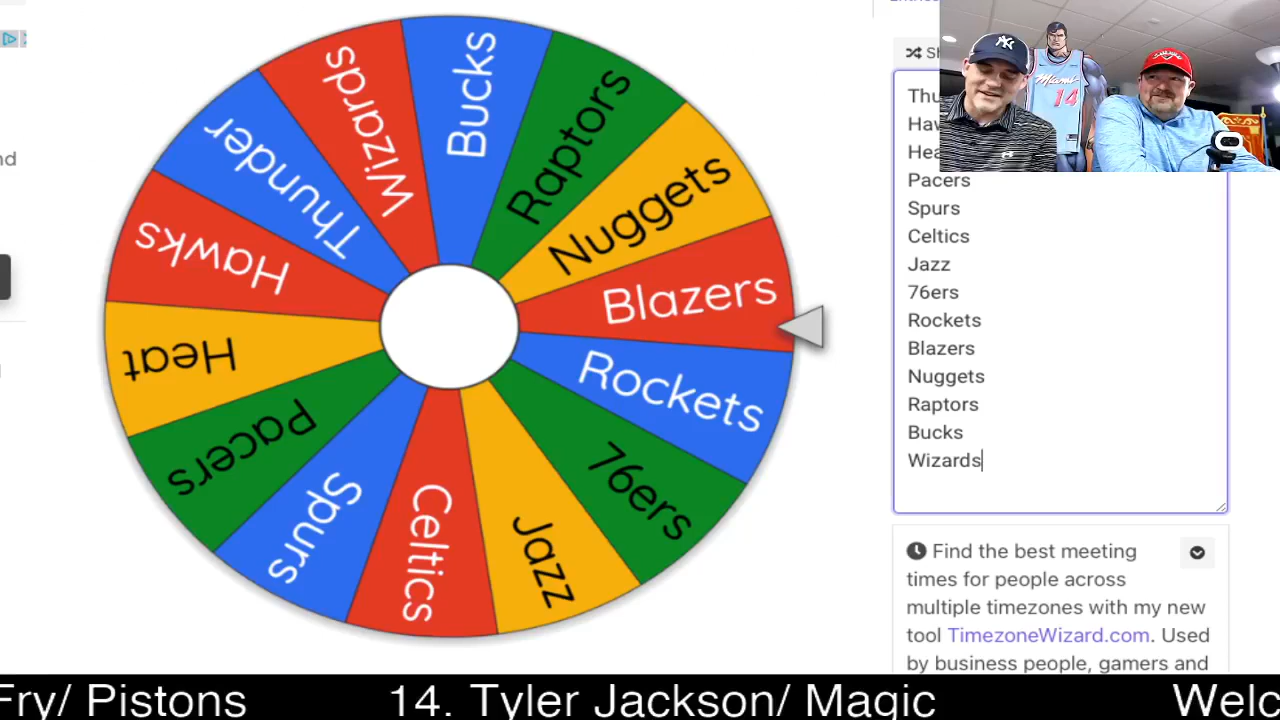 Wizards
Bucks
Raptors
Nuggets
Blazers
Rockets
76ers
Jazz
Celtics
Spurs
Pacers
Heat
Hawks
Thunder
Pacers
Spurs
Celtics
Jazz
76ers
Rockets
Blazers
Nuggets
Raptors
Bucks
Wizards
Find the best meeting
times for people across
multiple timezones with my new
tool TimezoneWizard.com. Used
by business people, gamers and
Miami
14
Fry/ Pistons 14. Tyler Jackson/ Magic Welc